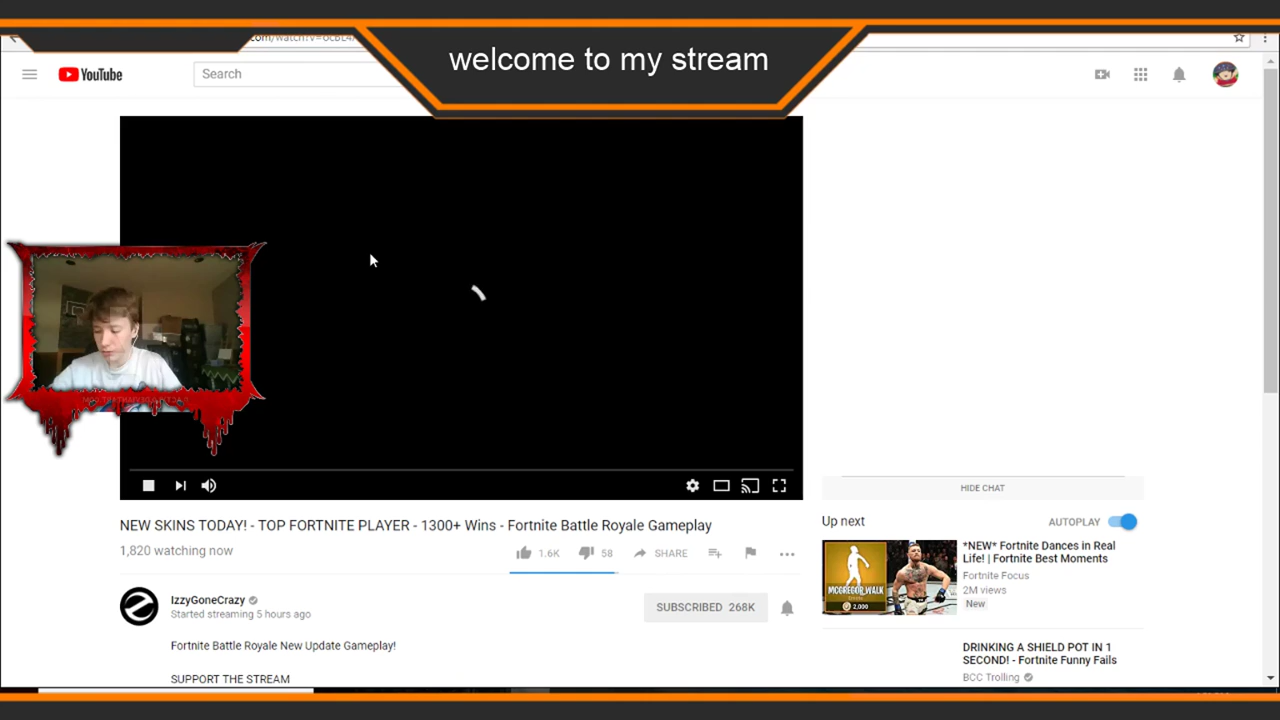 welcome to my stream
YouTube
Search
HIDE CHAT
NEW SKINS TODAY! - TOP FORTNITE PLAYER - 1300+ Wins - Fortnite Battle Royale Gameplay
1,820 watching now
1.6K
58
SHARE
IzzyGoneCrazy
Started streaming 5 hours ago
SUBSCRIBED 268K
Fortnite Battle Royale New Update Gameplay!
SUPPORT THE STREAM
Up next
AUTOPLAY
MCGREGOR WALK
2,000
*NEW* Fortnite Dances in Real
Life! | Fortnite Best Moments
Fortnite Focus
2M views
New
DRINKING A SHIELD POT IN 1
SECOND! - Fortnite Funny Fails
BCC Trolling